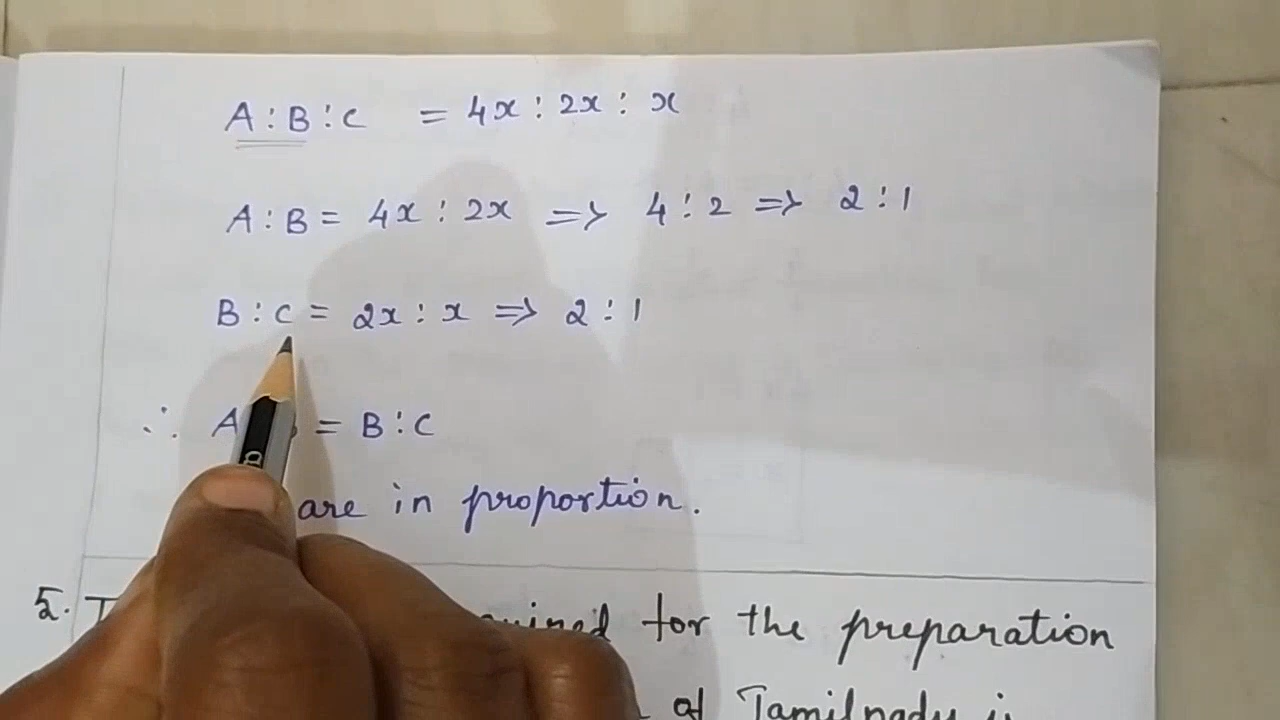 A : B : C = 4x : 2x : x
A : B = 4x : 2x => 4 : 2 => 2 : 1
B : C = 2x : x => 2 : 1
∴ A = B : C
are in proportion.
5. for the preparation
of Tamilnadu is